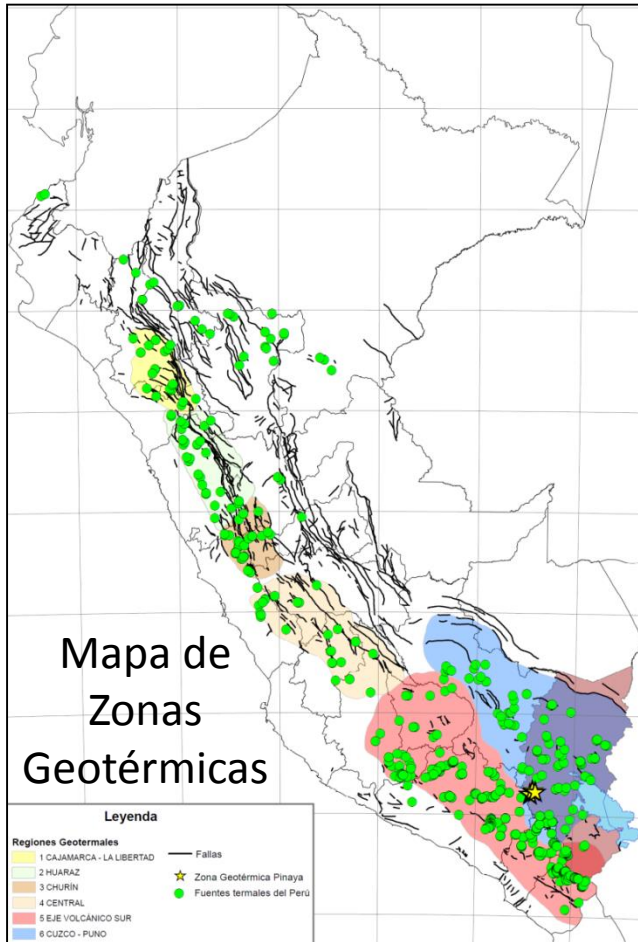 Mapa de
Zonas
Geotérmicas
Leyenda
Regiones Geotermales
1 CAJAMARCA - LA LIBERTAD
2 HUARAZ
3 CHURÍN
4 CENTRAL
5 EJE VOLCÁNICO SUR
6 CUZCO - PUNO
Fallas
Zona Geotérmica Pinaya
Fuentes termales del Perú